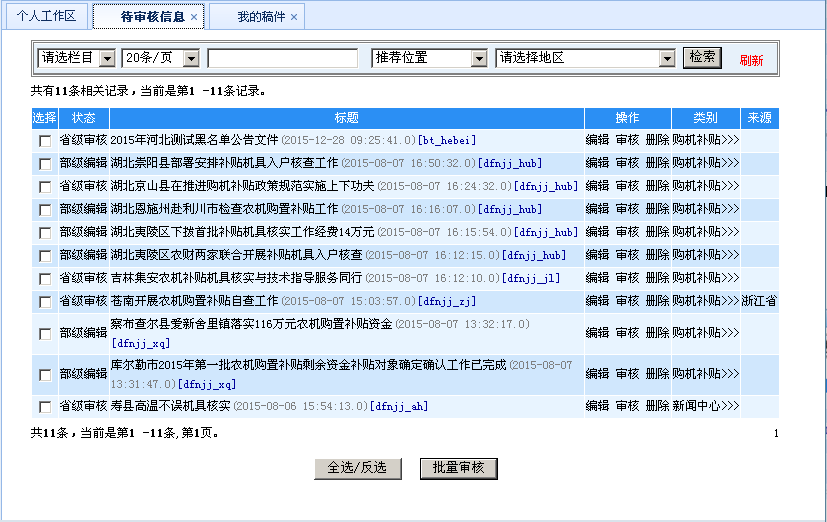 个人工作区 待审核信息 × 我的稿件 ×
请选栏目 20条/页 推荐位置 请选择地区 检索 刷新
共有11条相关记录，当前是第1 -11条记录。
选择 状态 标题 操作 类别 来源
省级审核 2015年河北测试黑名单公告文件(2015-12-28 09:25:41.0)[bt_hebei] 编辑 审核 删除 购机补贴>>>
部级编辑 湖北崇阳县部署安排补贴机具入户核查工作(2015-08-07 16:50:32.0)[dfnjj_hub] 编辑 审核 删除 购机补贴>>>
省级审核 湖北京山县在推进购机补贴政策规范实施上下功夫(2015-08-07 16:24:32.0)[dfnjj_hub] 编辑 审核 删除 购机补贴>>>
部级编辑 湖北恩施州赴利川市检查农机购置补贴工作(2015-08-07 16:16:07.0)[dfnjj_hub] 编辑 审核 删除 购机补贴>>>
部级编辑 湖北夷陵区下拨首批补贴机具核实工作经费14万元(2015-08-07 16:15:54.0)[dfnjj_hub] 编辑 审核 删除 购机补贴>>>
部级编辑 湖北夷陵区农财两家联合开展补贴机具入户核查(2015-08-07 16:12:15.0)[dfnjj_hub] 编辑 审核 删除 购机补贴>>>
省级审核 吉林集安农机补贴机具核实与技术指导服务同行(2015-08-07 16:12:10.0)[dfnjj_jl] 编辑 审核 删除 购机补贴>>>
省级审核 苍南开展农机购置补贴自查工作(2015-08-07 15:03:57.0)[dfnjj_zj] 编辑 审核 删除 购机补贴>>> 浙江省
部级编辑 察布查尔县爱新舍里镇落实116万元农机购置补贴资金(2015-08-07 13:32:17.0) 编辑 审核 删除 购机补贴>>>
[dfnjj_xq]
部级编辑 库尔勒市2015年第一批农机购置补贴剩余资金补贴对象确定确认工作已完成(2015-08-07 编辑 审核 删除 购机补贴>>>
13:31:47.0)[dfnjj_xq]
省级审核 寿县高温不误机具核实(2015-08-06 15:54:13.0)[dfnjj_ah] 编辑 审核 删除 新闻中心>>>
共11条，当前是第1 -11条,第1页。 1
全选/反选 批量审核